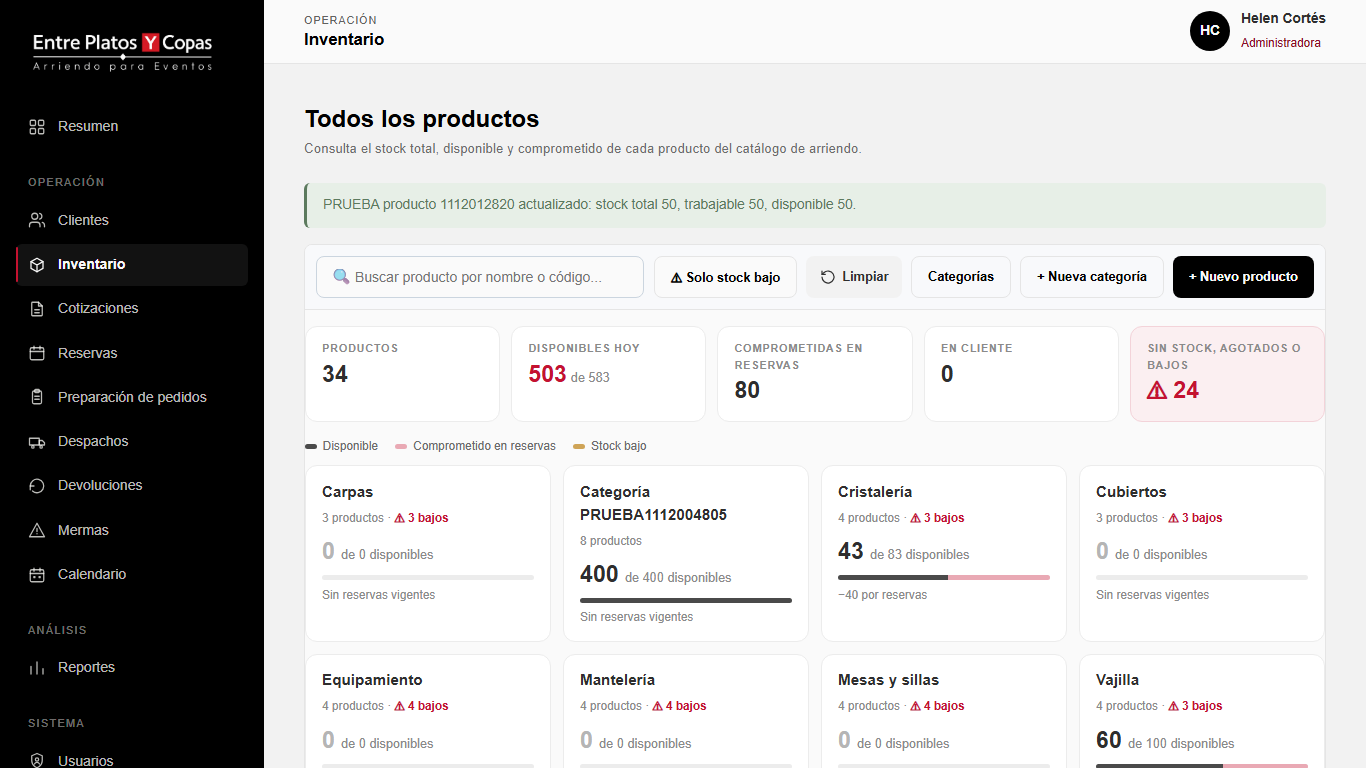 Entre Platos Y Copas
Arriendo para Eventos
Resumen
OPERACIÓN
Clientes
Inventario
Cotizaciones
Reservas
Preparación de pedidos
Despachos
Devoluciones
Mermas
Calendario
ANÁLISIS
Reportes
SISTEMA
Usuarios
OPERACIÓN
Inventario
HC
Helen Cortés
Administradora
Todos los productos
Consulta el stock total, disponible y comprometido de cada producto del catálogo de arriendo.
PRUEBA producto 1112012820 actualizado: stock total 50, trabajable 50, disponible 50.
🔍 Buscar producto por nombre o código...
⚠ Solo stock bajo
Limpiar
Categorías
+ Nueva categoría
+ Nuevo producto
PRODUCTOS
34
DISPONIBLES HOY
503 de 583
COMPROMETIDAS EN
RESERVAS
80
EN CLIENTE
0
SIN STOCK, AGOTADOS O
BAJOS
⚠ 24
Disponible
Comprometido en reservas
Stock bajo
Carpas
3 productos · ⚠ 3 bajos
0 de 0 disponibles
Sin reservas vigentes
Categoría
PRUEBA1112004805
8 productos
400 de 400 disponibles
Sin reservas vigentes
Cristalería
4 productos · ⚠ 3 bajos
43 de 83 disponibles
−40 por reservas
Cubiertos
3 productos · ⚠ 3 bajos
0 de 0 disponibles
Sin reservas vigentes
Equipamiento
4 productos · ⚠ 4 bajos
0 de 0 disponibles
Mantelería
4 productos · ⚠ 4 bajos
0 de 0 disponibles
Mesas y sillas
4 productos · ⚠ 4 bajos
0 de 0 disponibles
Vajilla
4 productos · ⚠ 3 bajos
60 de 100 disponibles